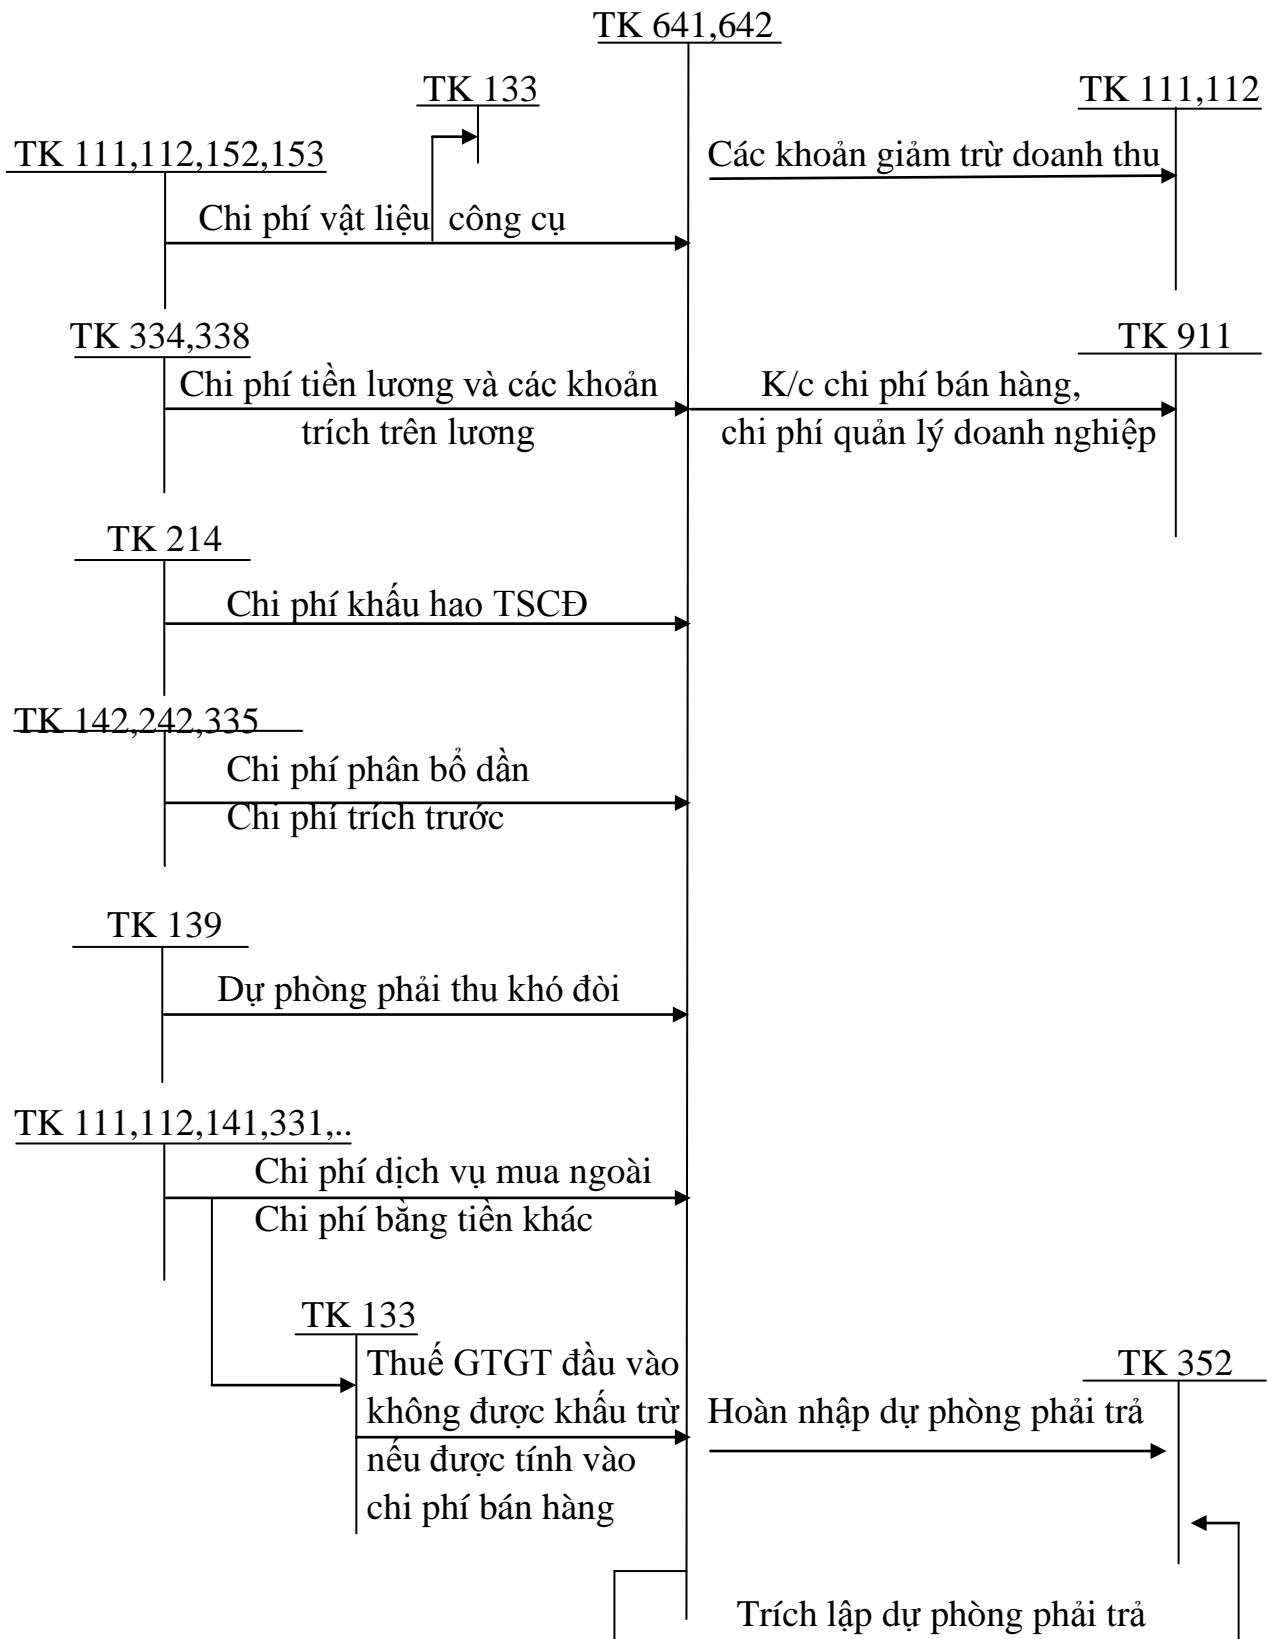 TK 641,642
TK 133
TK 111,112
TK 111,112,152,153
Các khoản giảm trừ doanh thu
Chi phí vật liệu công cụ
TK 334,338
TK 911
Chi phí tiền lương và các khoản
trích trên lương
K/c chi phí bán hàng,
chi phí quản lý doanh nghiệp
TK 214
Chi phí khấu hao TSCĐ
TK 142,242,335
Chi phí phân bổ dần
Chi phí trích trước
TK 139
Dự phòng phải thu khó đòi
TK 111,112,141,331,..
Chi phí dịch vụ mua ngoài
Chi phí bằng tiền khác
TK 133
Thuế GTGT đầu vào
không được khấu trừ
nếu được tính vào
chi phí bán hàng
TK 352
Hoàn nhập dự phòng phải trả
Trích lập dự phòng phải trả